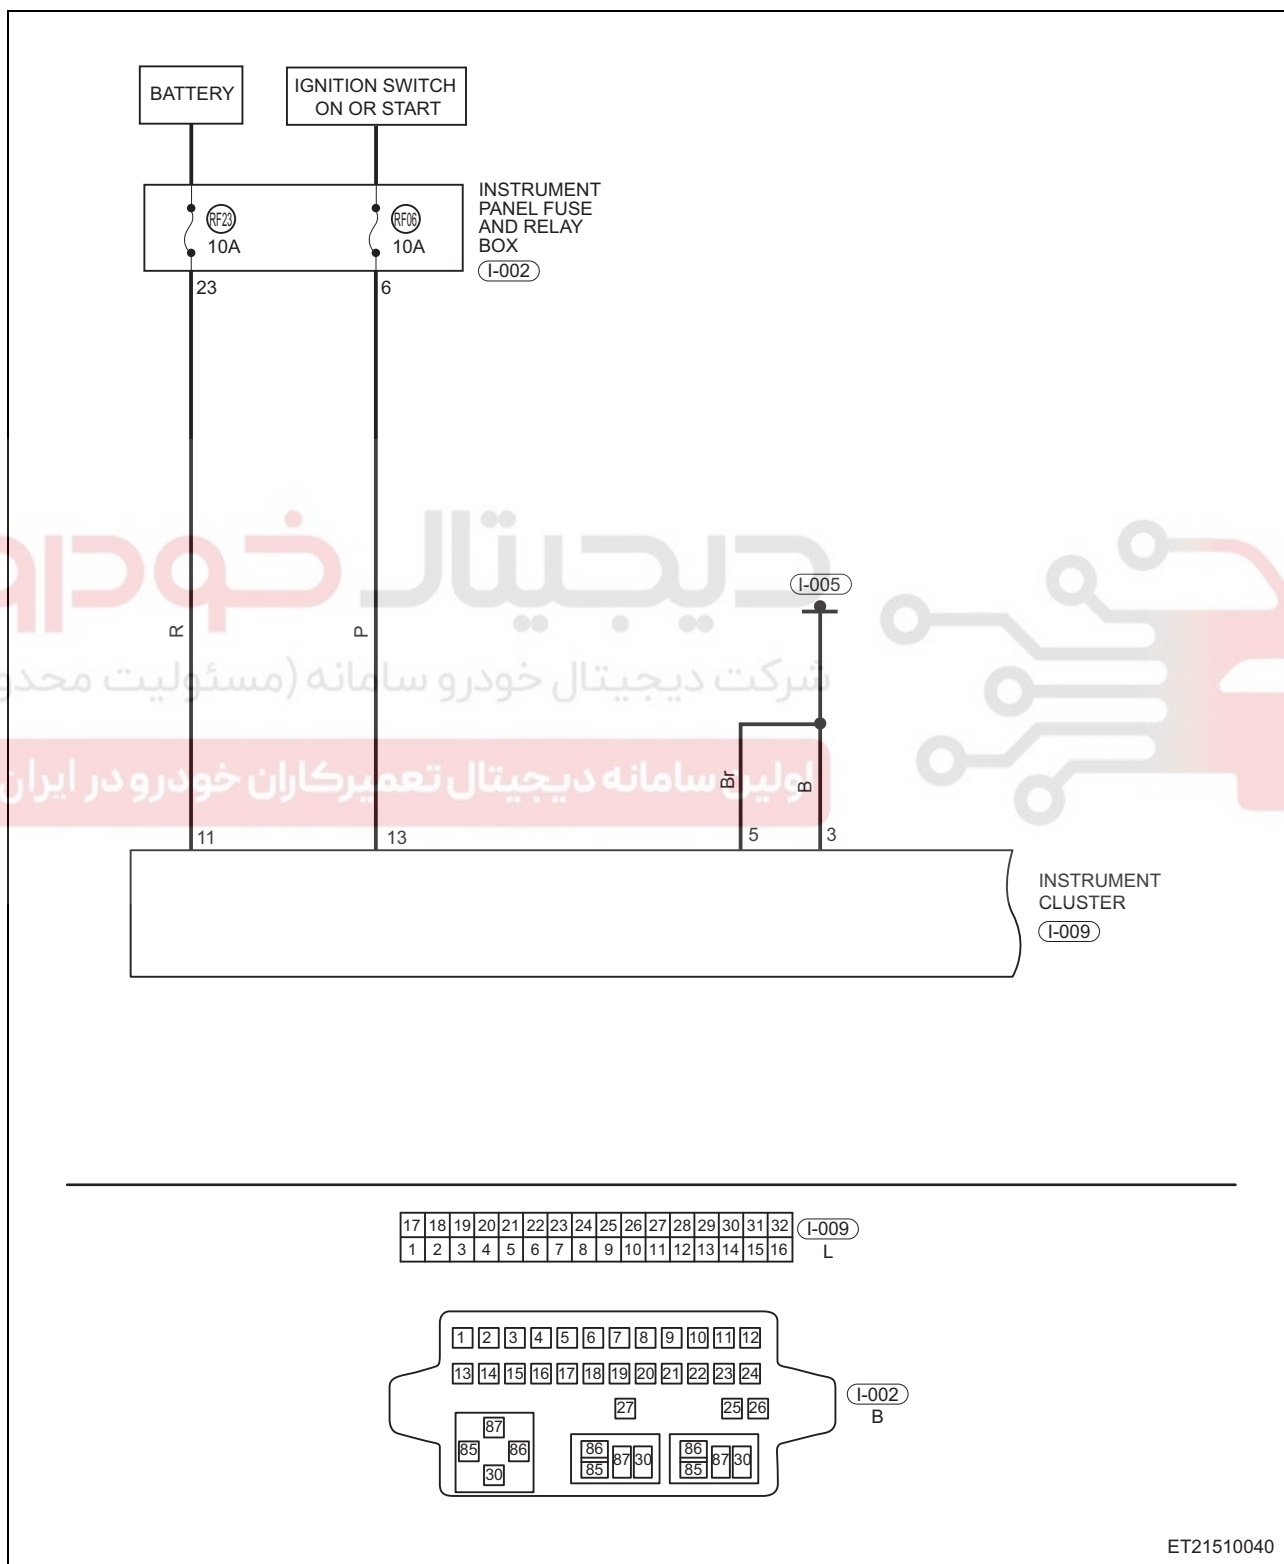 BATTERY
IGNITION SWITCH
ON OR START
RF23
10A
RF06
10A
INSTRUMENT
PANEL FUSE
AND RELAY
BOX
I-002
23
6
دیجیتال خودرو
شرکت دیجیتال خودرو سامانه (مسئولیت محدو
اولین سامانه دیجیتال تعمیرکاران خودرو در ایران
I-005
R
P
Br
B
11
13
5
3
INSTRUMENT
CLUSTER
I-009
17 18 19 20 21 22 23 24 25 26 27 28 29 30 31 32
1 2 3 4 5 6 7 8 9 10 11 12 13 14 15 16
I-009
L
1 2 3 4 5 6 7 8 9 10 11 12
13 14 15 16 17 18 19 20 21 22 23 24
27 25 26
I-002
B
87
85 86
30
86
85
87 30
86
85
87 30
ET21510040